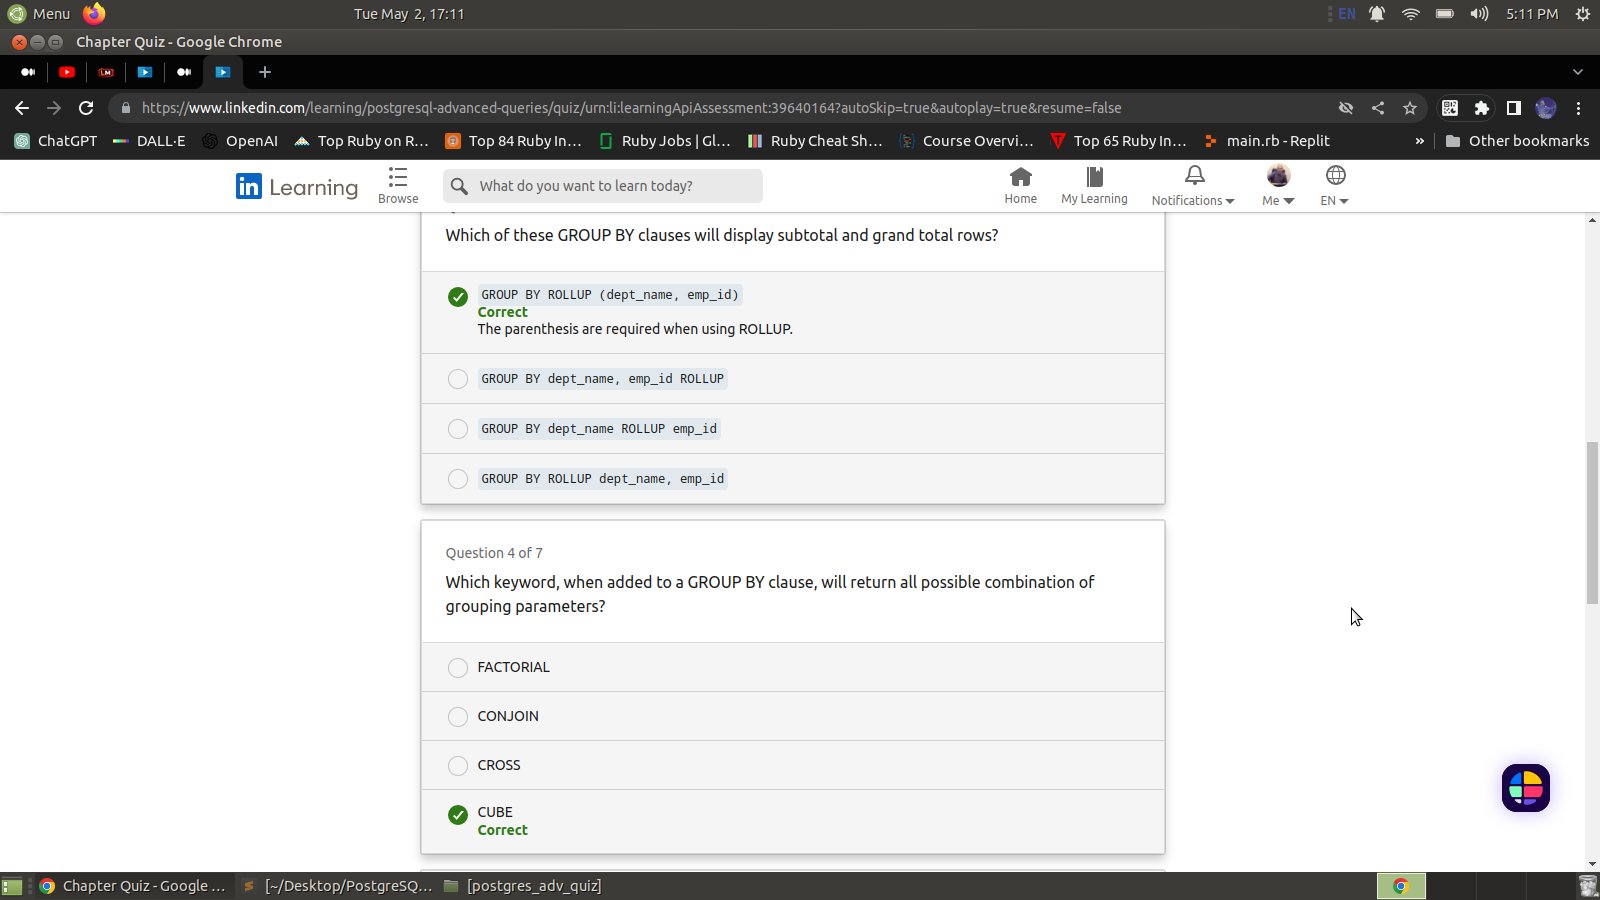 Menu
Tue May 2, 17:11
EN
5:11 PM
Chapter Quiz - Google Chrome
LM
https://www.linkedin.com/learning/postgresql-advanced-queries/quiz/urn:li:learningApiAssessment:39640164?autoSkip=true&autoplay=true&resume=false
ChatGPT
DALL·E
OpenAI
Top Ruby on R...
Top 84 Ruby In...
Ruby Jobs | Gl...
Ruby Cheat Sh...
Course Overvi...
Top 65 Ruby In...
main.rb - Replit
»
Other bookmarks
in Learning
Browse
What do you want to learn today?
Home
My Learning
Notifications
Me
EN
Which of these GROUP BY clauses will display subtotal and grand total rows?
GROUP BY ROLLUP (dept_name, emp_id)
Correct
The parenthesis are required when using ROLLUP.
GROUP BY dept_name, emp_id ROLLUP
GROUP BY dept_name ROLLUP emp_id
GROUP BY ROLLUP dept_name, emp_id
Question 4 of 7
Which keyword, when added to a GROUP BY clause, will return all possible combination of
grouping parameters?
FACTORIAL
CONJOIN
CROSS
CUBE
Correct
Chapter Quiz - Google ...
[~/Desktop/PostgreSQ...
[postgres_adv_quiz]